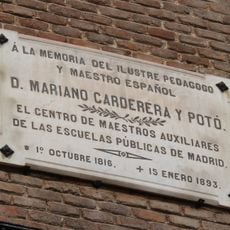 Á LA MEMORIA DEL ILUSTRE PEDAGOGO
Y MAESTRO ESPAÑOL
D. MARIANO CARDERERA Y POTÓ.
EL CENTRO DE MAESTROS AUXILIARES
DE LAS ESCUELAS PÚBLICAS DE MADRID.
* 1º OCTUBRE 1816. + 15 ENERO 1893.